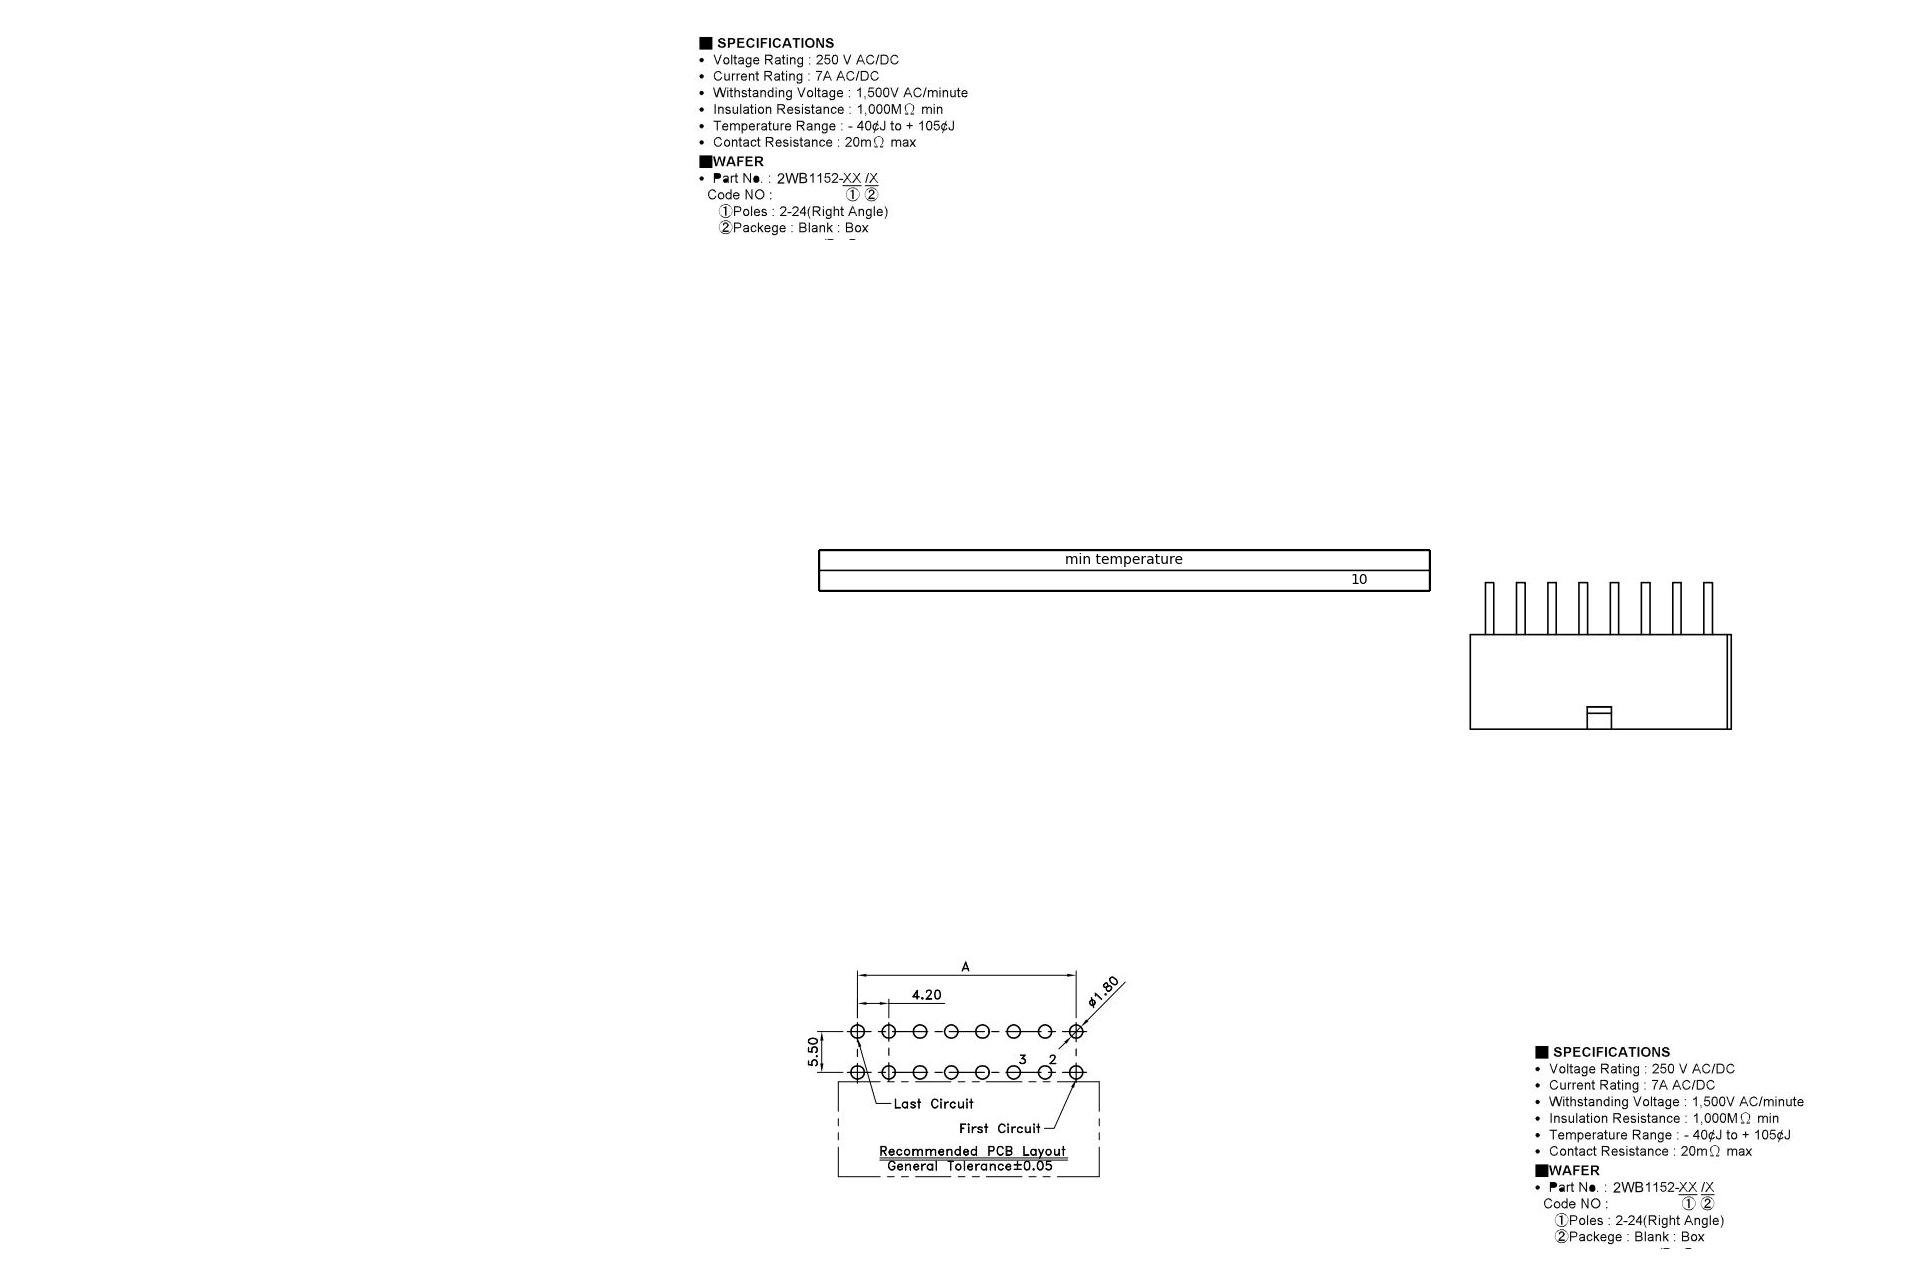 ■ SPECIFICATIONS
• Voltage Rating : 250 V AC/DC
• Current Rating : 7A AC/DC
• Withstanding Voltage : 1,500V AC/minute
• Insulation Resistance : 1,000MΩ min
• Temperature Range : - 40¢J to + 105¢J
• Contact Resistance : 20mΩ max
■WAFER
• Part No. : 2WB1152-XX /X
Code NO : ① ②
①Poles : 2-24(Right Angle)
②Packege : Blank : Box
min temperature
10
A
4.20
ø1.80
5.50
3 2
Last Circuit
First Circuit
Recommended PCB Layout
General Tolerance±0.05
■ SPECIFICATIONS
• Voltage Rating : 250 V AC/DC
• Current Rating : 7A AC/DC
• Withstanding Voltage : 1,500V AC/minute
• Insulation Resistance : 1,000MΩ min
• Temperature Range : - 40¢J to + 105¢J
• Contact Resistance : 20mΩ max
■WAFER
• Part No. : 2WB1152-XX /X
Code NO : ① ②
①Poles : 2-24(Right Angle)
②Packege : Blank : Box